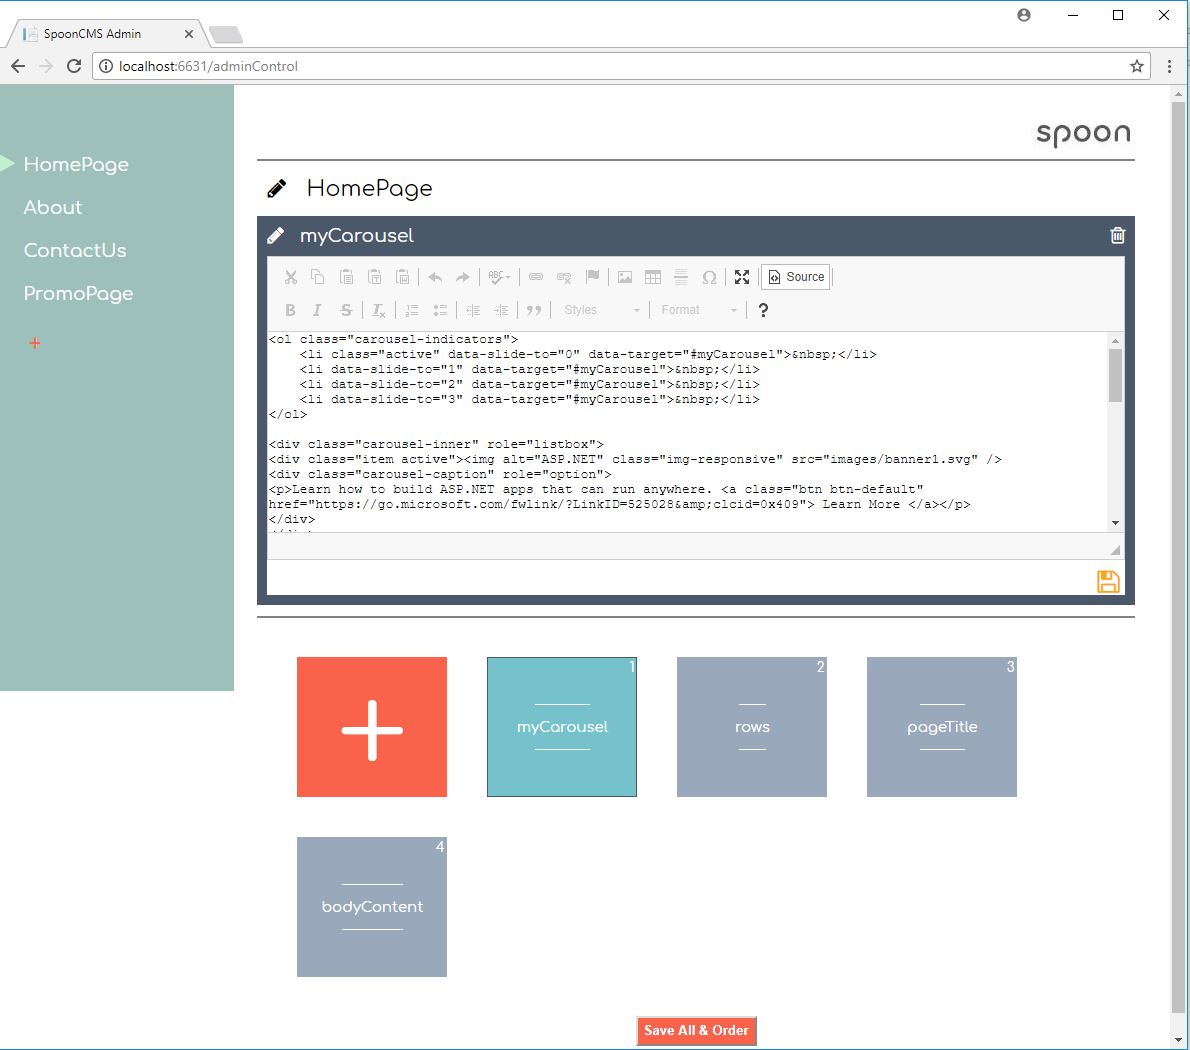 SpoonCMS Admin
localhost:6631/adminControl
spoon
HomePage
About
ContactUs
PromoPage
+
HomePage
myCarousel
ABC
Ω
Source
B I S Tx
Styles
Format
?
<ol class="carousel-indicators">
    <li class="active" data-slide-to="0" data-target="#myCarousel">&nbsp;</li>
    <li data-slide-to="1" data-target="#myCarousel">&nbsp;</li>
    <li data-slide-to="2" data-target="#myCarousel">&nbsp;</li>
    <li data-slide-to="3" data-target="#myCarousel">&nbsp;</li>
</ol>
<div class="carousel-inner" role="listbox">
<div class="item active"><img alt="ASP.NET" class="img-responsive" src="images/banner1.svg" />
<div class="carousel-caption" role="option">
<p>Learn how to build ASP.NET apps that can run anywhere. <a class="btn btn-default"
href="https://go.microsoft.com/fwlink/?LinkID=525028&amp;clcid=0x409"> Learn More </a></p>
</div>
1
myCarousel
2
rows
3
pageTitle
4
bodyContent
Save All & Order